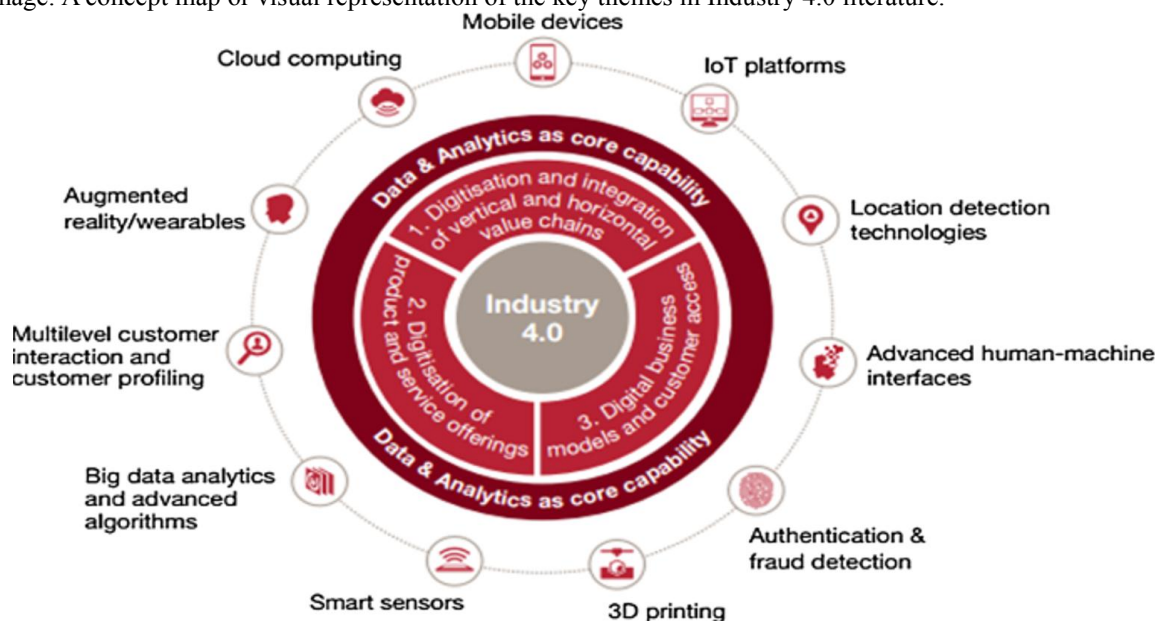 mage: A concept map or visual representation of the key themes in Industry 4.0 literature.
Mobile devices
Cloud computing
IoT platforms
Augmented
reality/wearables
Location detection
technologies
Multilevel customer
interaction and
customer profiling
Advanced human-machine
interfaces
Big data analytics
and advanced
algorithms
Authentication &
fraud detection
Smart sensors
3D printing
Data & Analytics as core capability
1. Digitisation and integration
of vertical and horizontal
value chains
Industry
4.0
2. Digitisation of
product and service offerings
3. Digital business
models and customer access
Data & Analytics as core capability